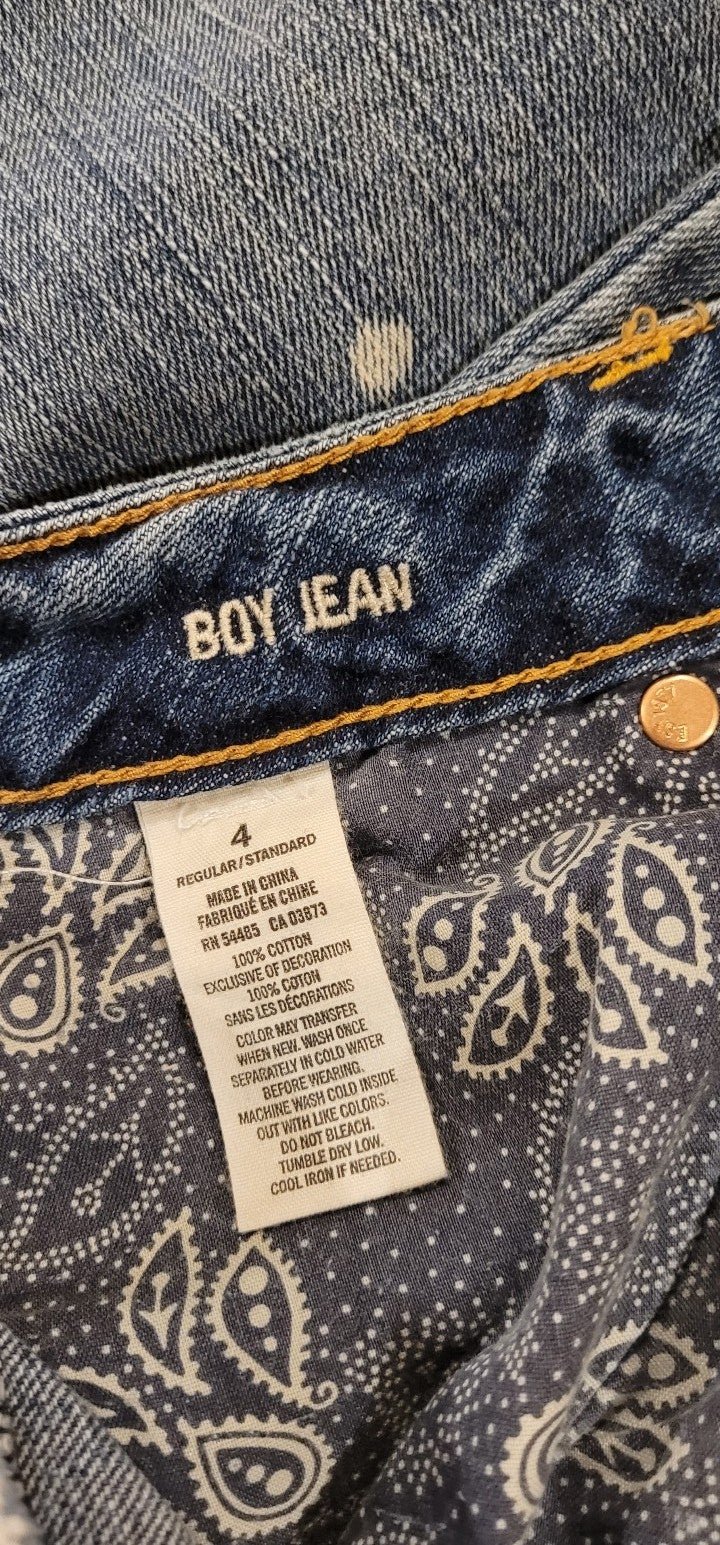 BOY JEAN
4
REGULAR/STANDARD
MADE IN CHINA
FABRIQUÉ EN CHINE
RN 54485 CA 03873
100% COTTON
EXCLUSIVE OF DECORATION
100% COTON
SANS LES DÉCORATIONS
COLOR MAY TRANSFER
WHEN NEW. WASH ONCE
SEPARATELY IN COLD WATER
BEFORE WEARING.
MACHINE WASH COLD INSIDE
OUT WITH LIKE COLORS.
DO NOT BLEACH.
TUMBLE DRY LOW.
COOL IRON IF NEEDED.